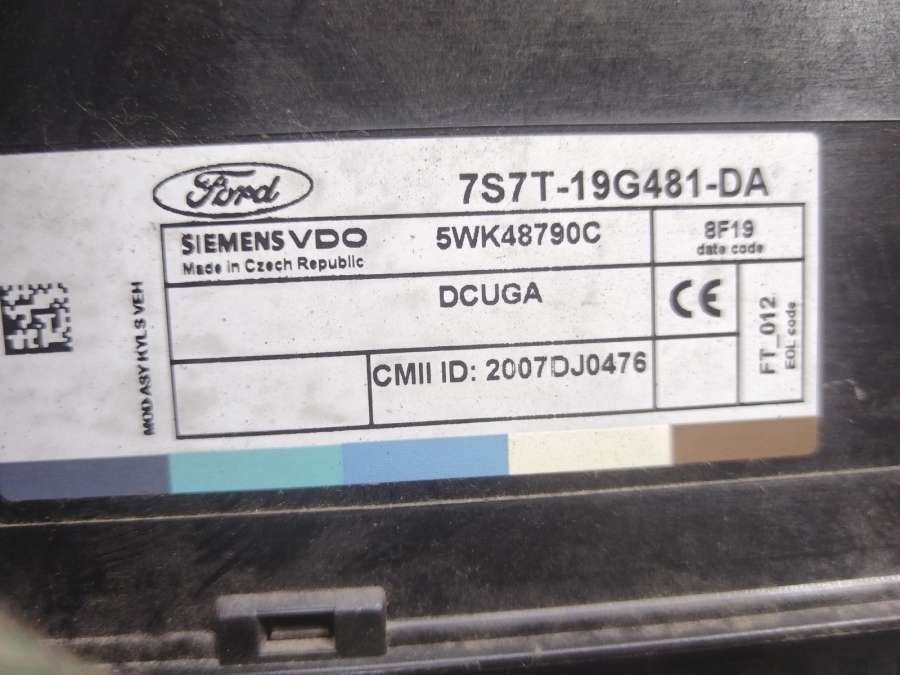 Ford
7S7T-19G481-DA
SIEMENS VDO
5WK48790C
8F19
date code
Made in Czech Republic
DCUGA
CE
FT_012
EOL code
CMII ID: 2007DJ0476
MOD ASY KYLS VEH